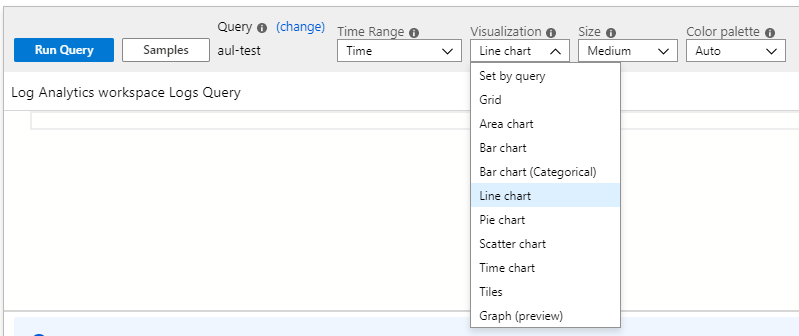 Run Query
Samples
Query (change)
aul-test
Time Range
Time
Visualization
Line chart
Size
Medium
Color palette
Auto
Log Analytics workspace Logs Query
Set by query
Grid
Area chart
Bar chart
Bar chart (Categorical)
Line chart
Pie chart
Scatter chart
Time chart
Tiles
Graph (preview)